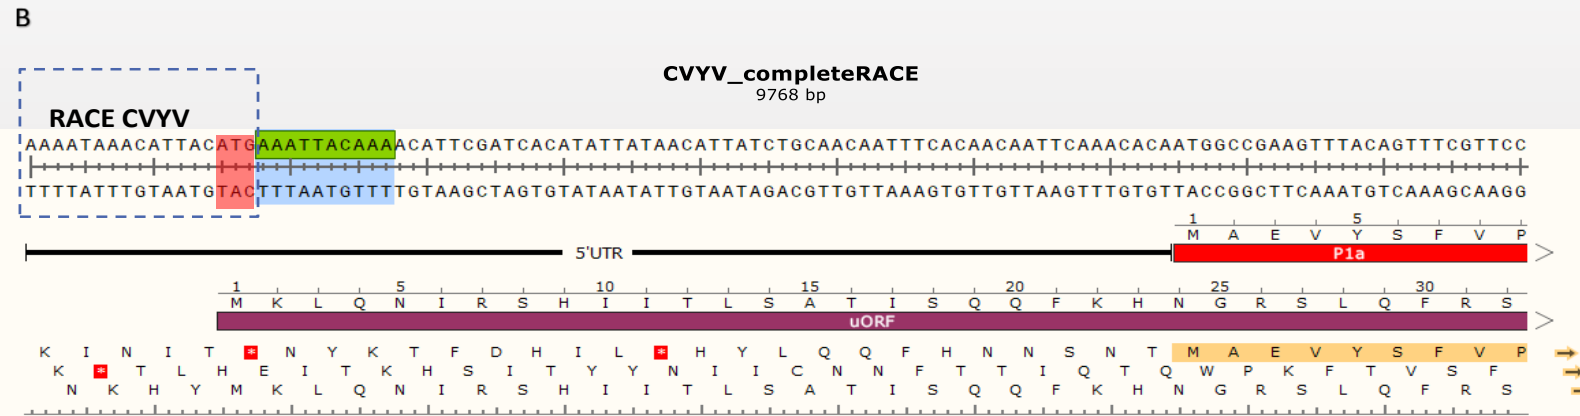 B
CVYV_completeRACE
9768 bp
RACE CVYV
AAAATAAACATTACATGAAATTACAAAACATTCGATCACATATTATAACATTATCTGCAACAATTTCACAACAATTCAAACACAATGGCCGAAGTTTACAGTTTCGTTCC
TTTTATTTGTAATGTACTTTAATGTTTTGTAAGCTAGTGTATAATATTGTAATAGACGTTGTTAAAGTGTTGTTAAGTTTGTGTTACCGGCTTCAAATGTCAAAGCAAGG
1 5
M A E V Y S F V P
5'UTR P1a
1 5 10 15 20 25 30
M K L Q N I R S H I I T L S A T I S Q Q F K H N G R S L Q F R S
uORF
K I N I T * N Y K T F D H I L * H Y L Q Q F H N N S N T M A E V Y S F V P
K * T L H E I T K H S I T Y Y N I I C N N F T T I Q T Q W P K F T V S F
N K H Y M K L Q N I R S H I I T L S A T I S Q Q F K H N G R S L Q F R S